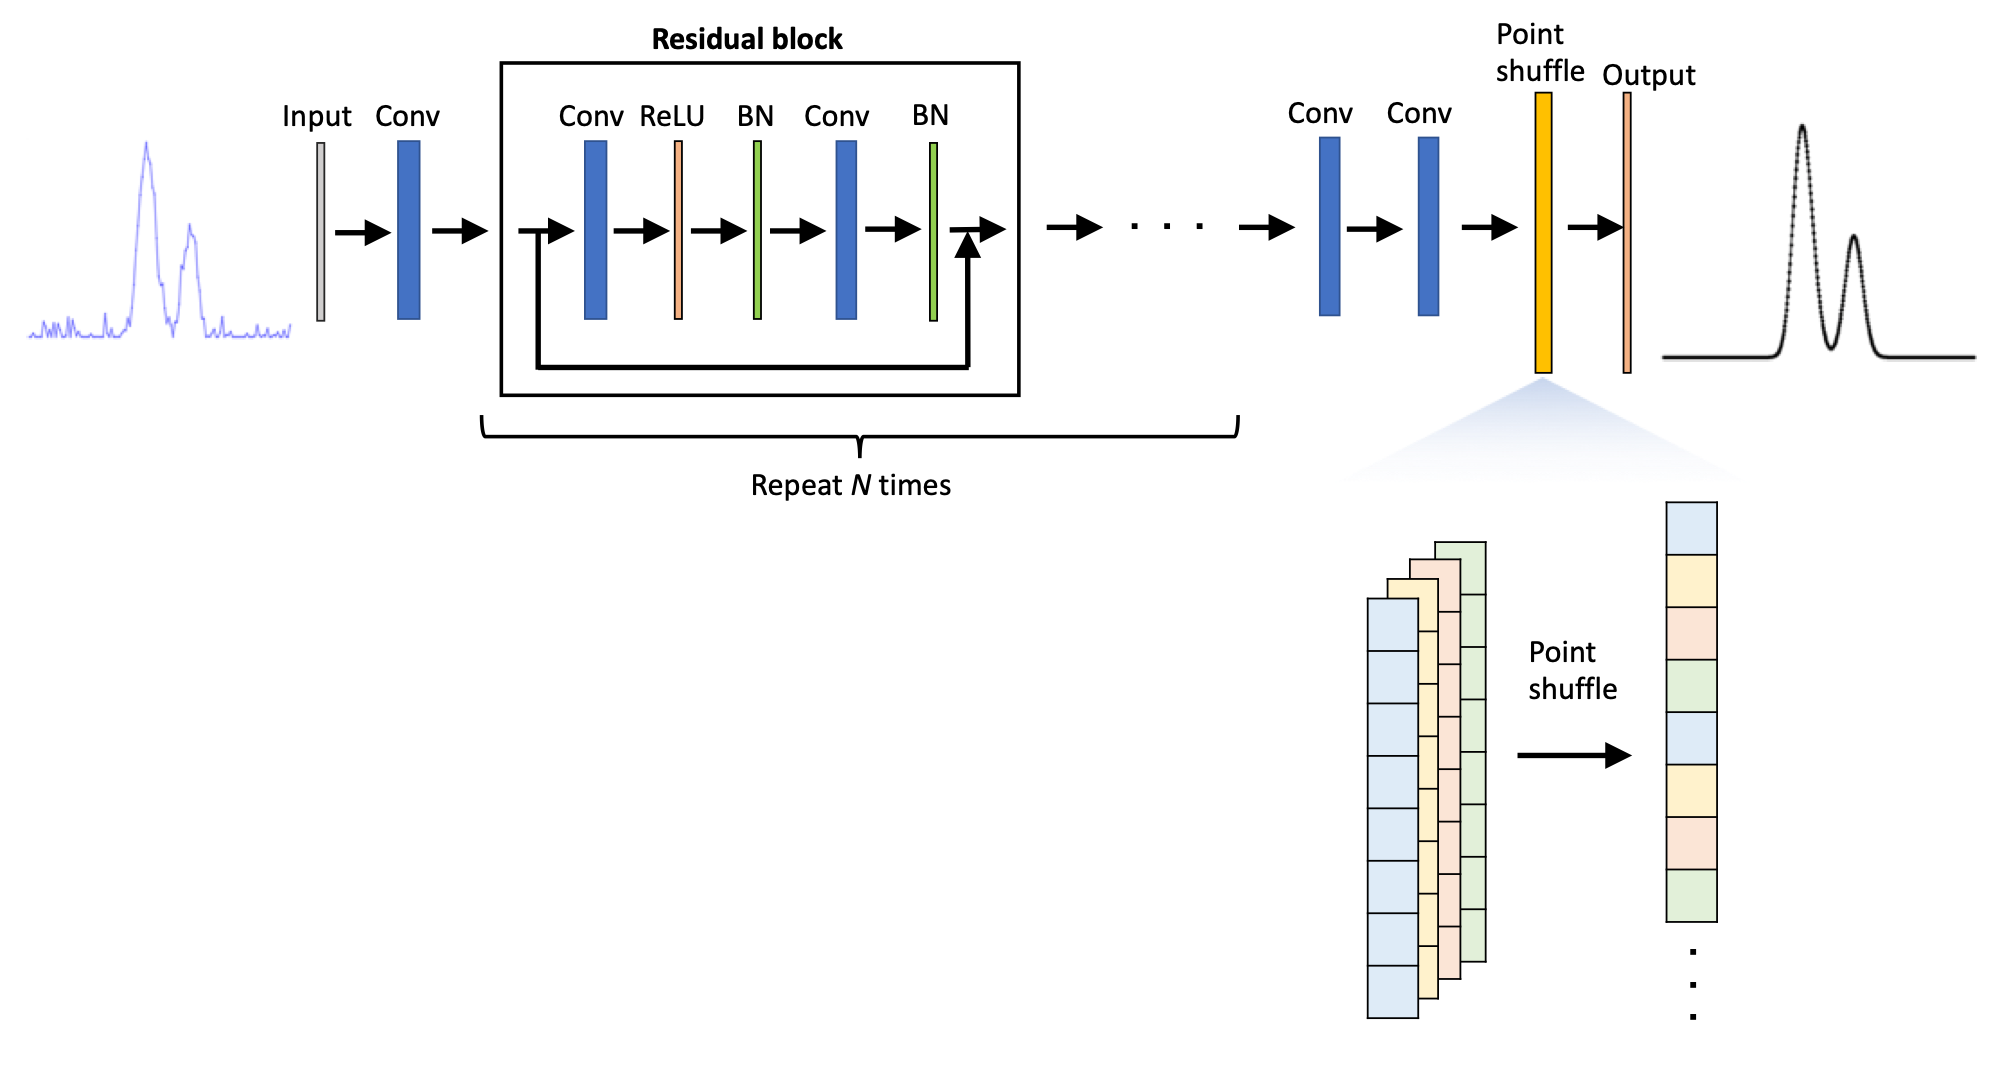 Residual block
Point
shuffle
Output
Input
Conv
Conv
ReLU
BN
Conv
BN
Conv
Conv
. . .
Repeat N times
Point
shuffle